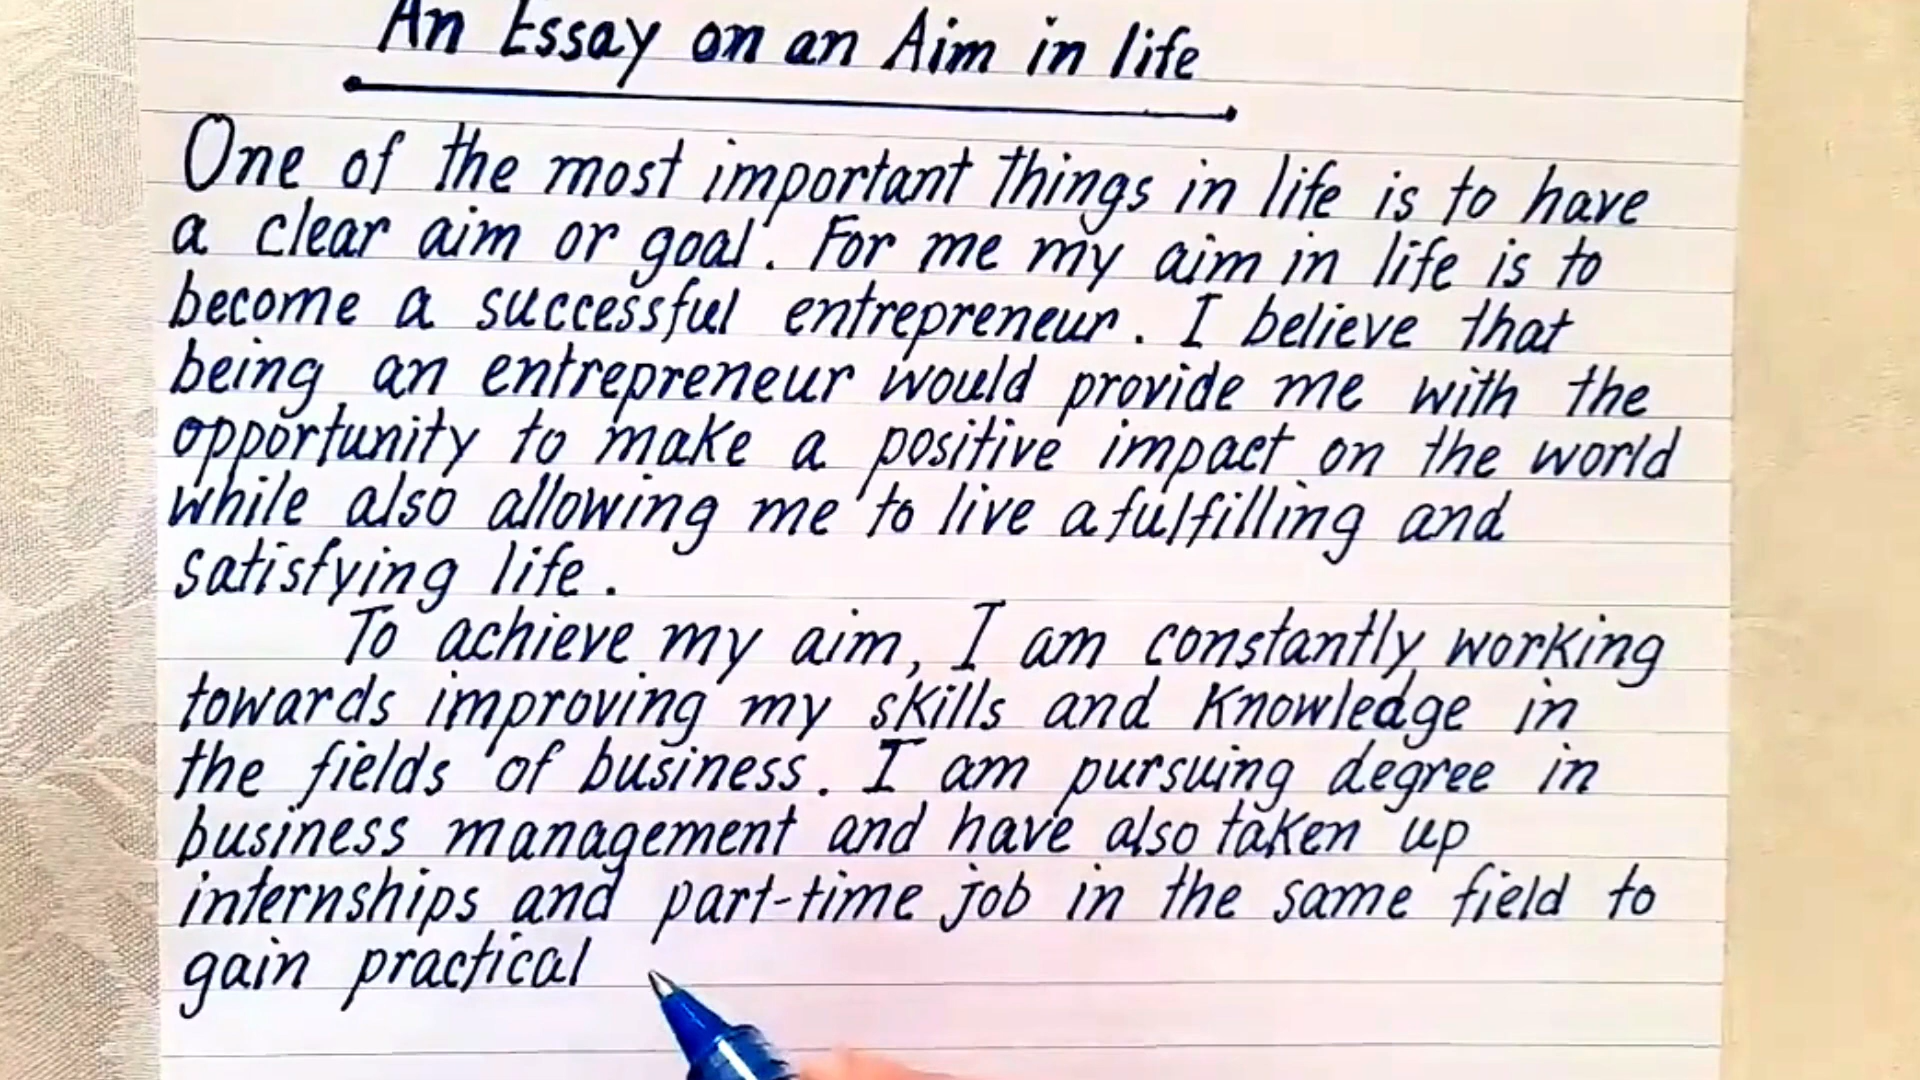 An Essay on an Aim in life
One of the most important things in life is to have
a clear aim or goal. For me my aim in life is to
become a successful entrepreneur. I believe that
being an entrepreneur would provide me with the
opportunity to make a positive impact on the world
while also allowing me to live a fulfilling and
satisfying life.
To achieve my aim, I am constantly working
towards improving my skills and knowledge in
the fields of business. I am pursuing degree in
business management and have also taken up
internships and part-time job in the same field to
gain practical